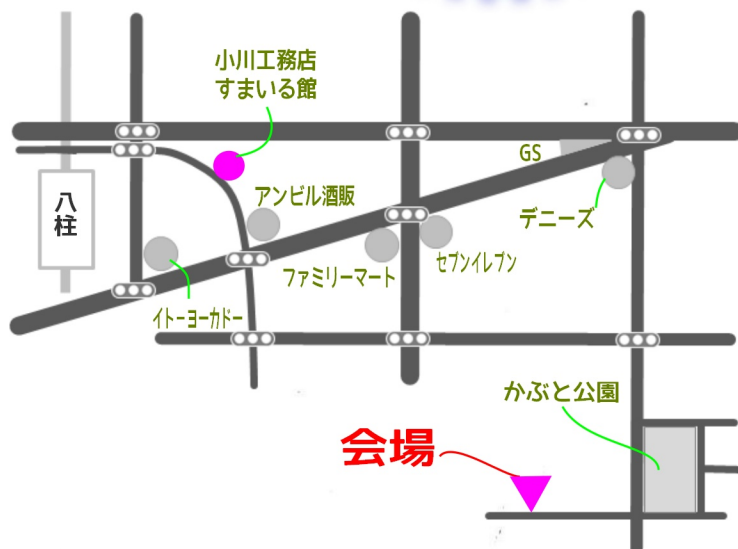 小川工務店
すまいる館
GS
八柱
アンビル酒販
デニーズ
ファミリーマート
セブンイレブン
イトーヨーカドー
かぶと公園
会場